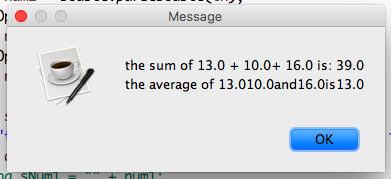 Message
the sum of 13.0 + 10.0+ 16.0 is: 39.0
the average of 13.010.0and16.0is13.0
OK